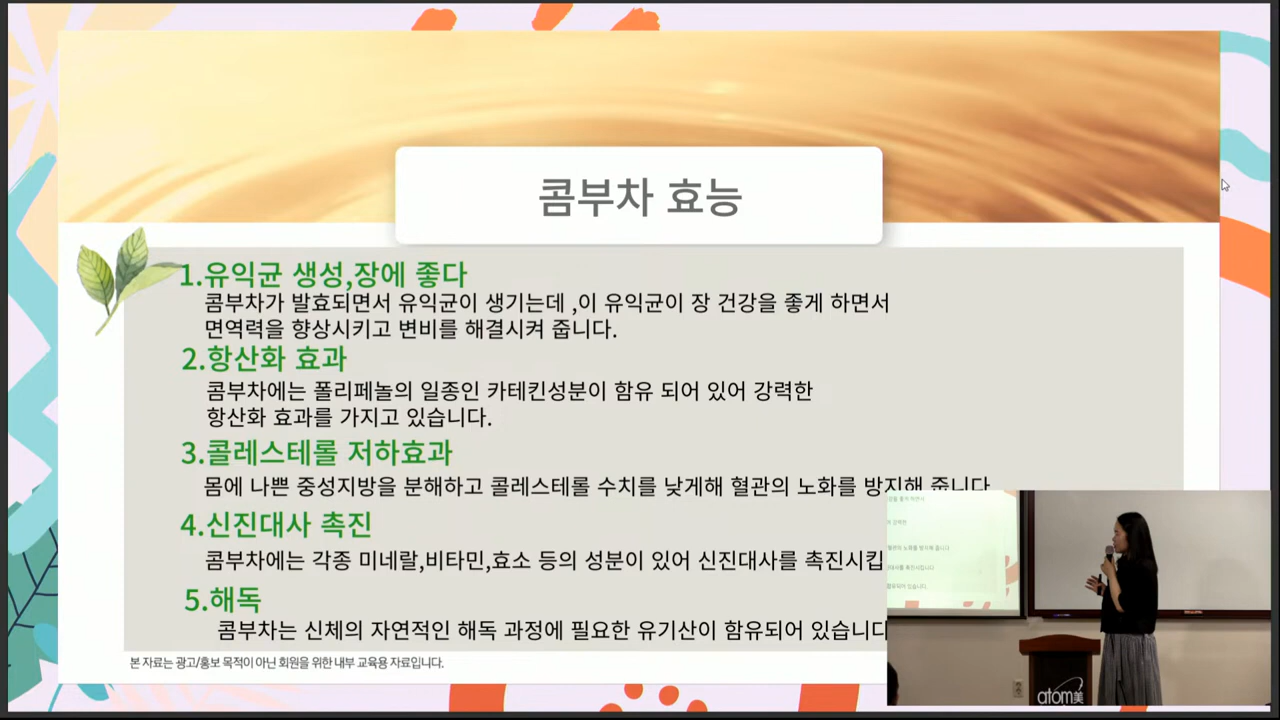 콤부차 효능
1.유익균 생성,장에 좋다
콤부차가 발효되면서 유익균이 생기는데 ,이 유익균이 장 건강을 좋게 하면서
면역력을 향상시키고 변비를 해결시켜 줍니다.
2.항산화 효과
콤부차에는 폴리페놀의 일종인 카테킨성분이 함유 되어 있어 강력한
항산화 효과를 가지고 있습니다.
3.콜레스테롤 저하효과
몸에 나쁜 중성지방을 분해하고 콜레스테롤 수치를 낮게해 혈관의 노화를 방지해 줍니다
4.신진대사 촉진
콤부차에는 각종 미네랄,비타민,효소 등의 성분이 있어 신진대사를 촉진시킵
5.해독
콤부차는 신체의 자연적인 해독 과정에 필요한 유기산이 함유되어 있습니다
본 자료는 광고/홍보 목적이 아닌 회원을 위한 내부 교육용 자료입니다.
atom美